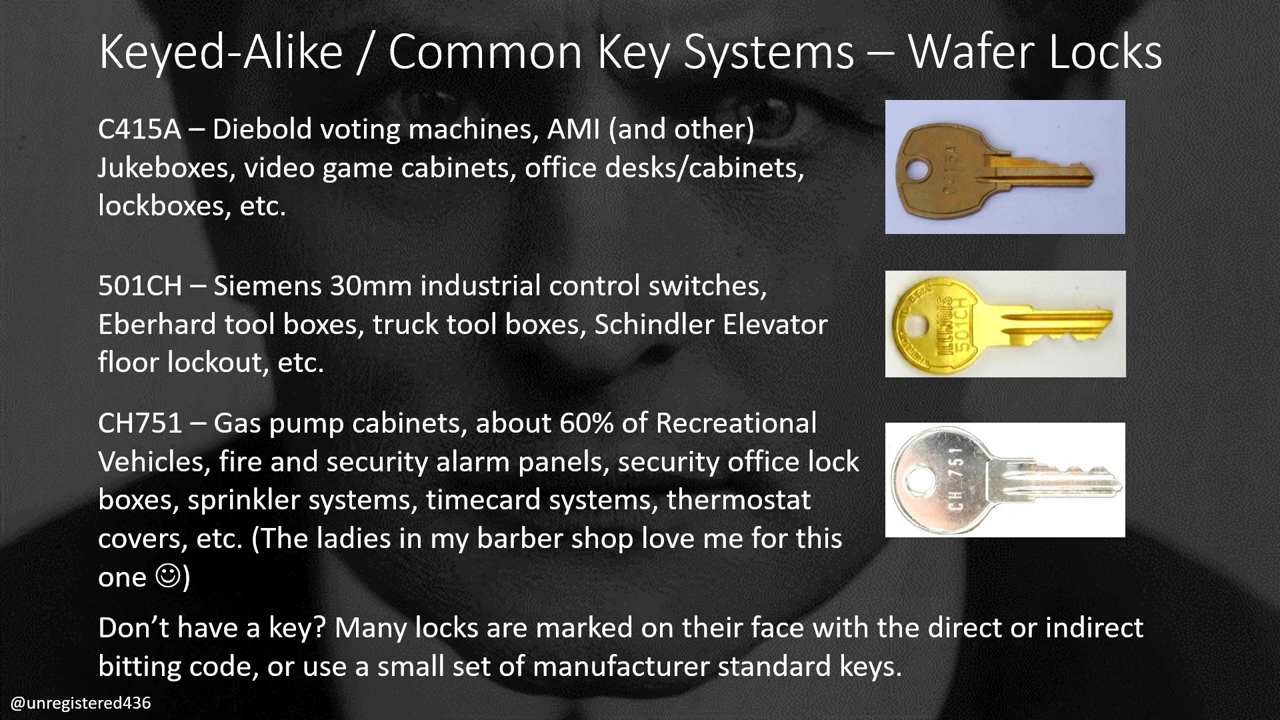 Keyed-Alike / Common Key Systems – Wafer Locks
C415A – Diebold voting machines, AMI (and other)
Jukeboxes, video game cabinets, office desks/cabinets,
lockboxes, etc.
501CH – Siemens 30mm industrial control switches,
Eberhard tool boxes, truck tool boxes, Schindler Elevator
floor lockout, etc.
ILLINOIS
501CH
CH751 – Gas pump cabinets, about 60% of Recreational
Vehicles, fire and security alarm panels, security office lock
boxes, sprinkler systems, timecard systems, thermostat
covers, etc. (The ladies in my barber shop love me for this
one ☺)
CH 751
Don’t have a key? Many locks are marked on their face with the direct or indirect
bitting code, or use a small set of manufacturer standard keys.
@unregistered436